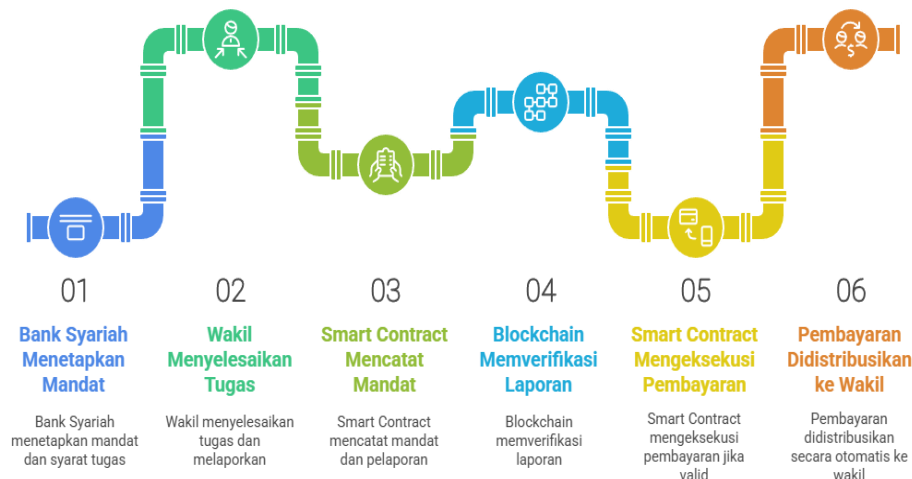 01
Bank Syariah
Menetapkan
Mandat
Bank Syariah
menetapkan mandat
dan syarat tugas
02
Wakil
Menyelesaikan
Tugas
Wakil menyelesaikan
tugas dan
melaporkan
03
Smart Contract
Mencatat
Mandat
Smart Contract
mencatat mandat
dan pelaporan
04
Blockchain
Memverifikasi
Laporan
Blockchain
memverifikasi
laporan
05
Smart Contract
Mengeksekusi
Pembayaran
Smart Contract
mengeksekusi
pembayaran jika
valid
06
Pembayaran
Didistribusikan
ke Wakil
Pembayaran
didistribusikan
secara otomatis ke
wakil